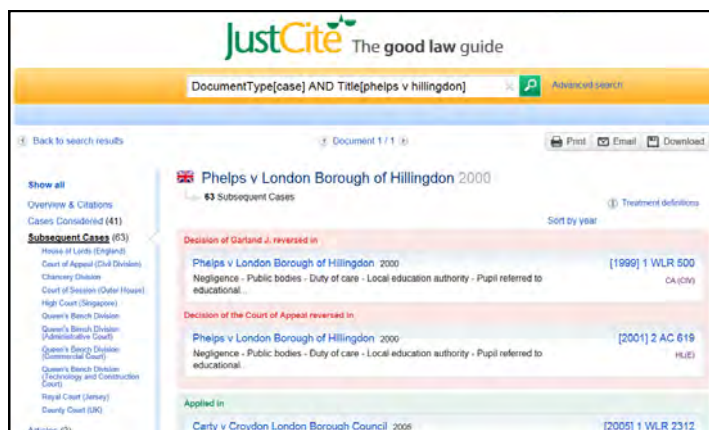 JustCite The good law guide
DocumentType[case] AND Title[phelps v hillingdon]
Advanced search
Back to search results
Document 1 / 1
Print Email Download
Show all
Overview & Citations
Cases Considered (41)
Subsequent Cases (63)
House of Lords (England)
Court of Appeal (Civil Division)
Chancery Division
Court of Session (Outer House)
High Court (Singapore)
Queen's Bench Division
Queen's Bench Division
(Administrative Court)
Queen's Bench Division
(Commercial Court)
Queen's Bench Division
(Technology and Construction
Court)
Royal Court (Jersey)
County Court (UK)
Phelps v London Borough of Hillingdon 2000
63 Subsequent Cases
Treatment definitions
Sort by year
Decision of Garland J. reversed in
Phelps v London Borough of Hillingdon 2000
[1999] 1 WLR 500
Negligence - Public bodies - Duty of care - Local education authority - Pupil referred to
educational...
CA (CIV)
Decision of the Court of Appeal reversed in
Phelps v London Borough of Hillingdon 2000
[2001] 2 AC 619
Negligence - Public bodies - Duty of care - Local education authority - Pupil referred to
educational...
HL(E)
Applied in
Carty v Croydon London Borough Council 2005
[2005] 1 WLR 2312